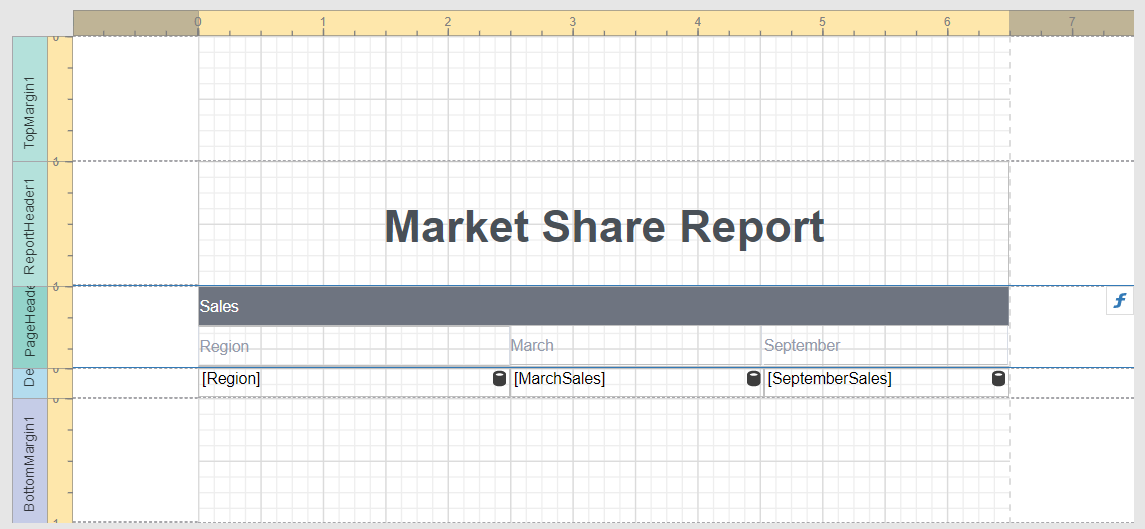 0 1 2 3 4 5 6 7
TopMargin1
ReportHeader1
Market Share Report
PageHeade
Sales
Region March September
De
[Region] [MarchSales] [SeptemberSales]
BottomMargin1